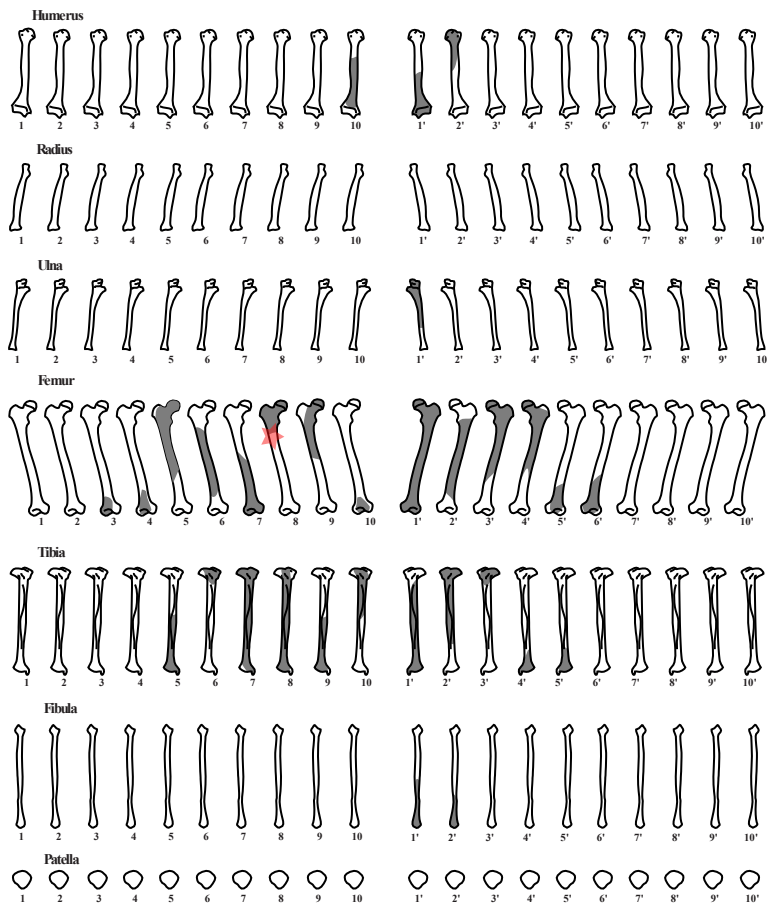 Humerus
1 2 3 4 5 6 7 8 9 10 1' 2' 3' 4' 5' 6' 7' 8' 9' 10'
Radius
1 2 3 4 5 6 7 8 9 10 1' 2' 3' 4' 5' 6' 7' 8' 9' 10'
Ulna
1 2 3 4 5 6 7 8 9 10 1' 2' 3' 4' 5' 6' 7' 8' 9' 10
Femur
1 2 3 4 5 6 7 8 9 10 1' 2' 3' 4' 5' 6' 7' 8' 9' 10'
Tibia
1 2 3 4 5 6 7 8 9 10 1' 2' 3' 4' 5' 6' 7' 8' 9' 10'
Fibula
1 2 3 4 5 6 7 8 9 10 1' 2' 3' 4' 5' 6' 7' 8' 9' 10'
Patella
1 2 3 4 5 6 7 8 9 10 1' 2' 3' 4' 5' 6' 7' 8' 9' 10'